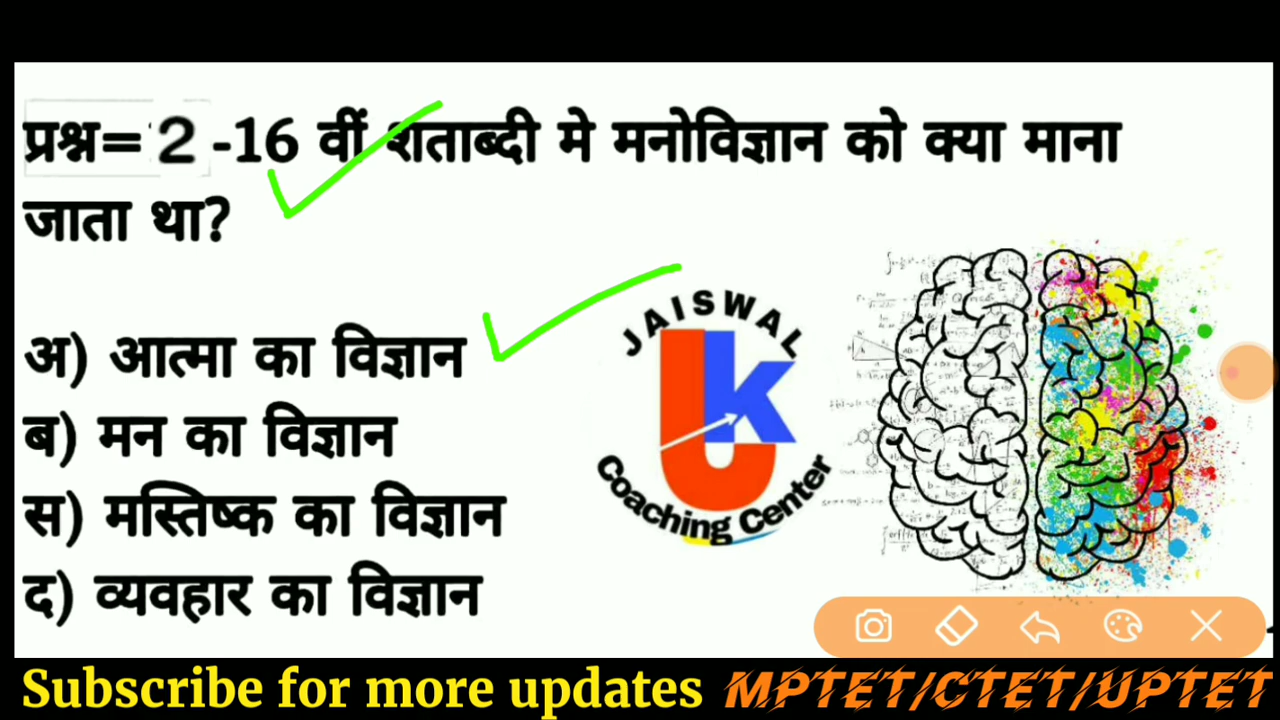 प्रश्न=2 -16 वीं शताब्दी मे मनोविज्ञान को क्या माना
जाता था?
अ) आत्मा का विज्ञान
ब) मन का विज्ञान
स) मस्तिष्क का विज्ञान
द) व्यवहार का विज्ञान
JAISWAL
JK
Coaching Center
Subscribe for more updates MPTET/CTET/UPTET